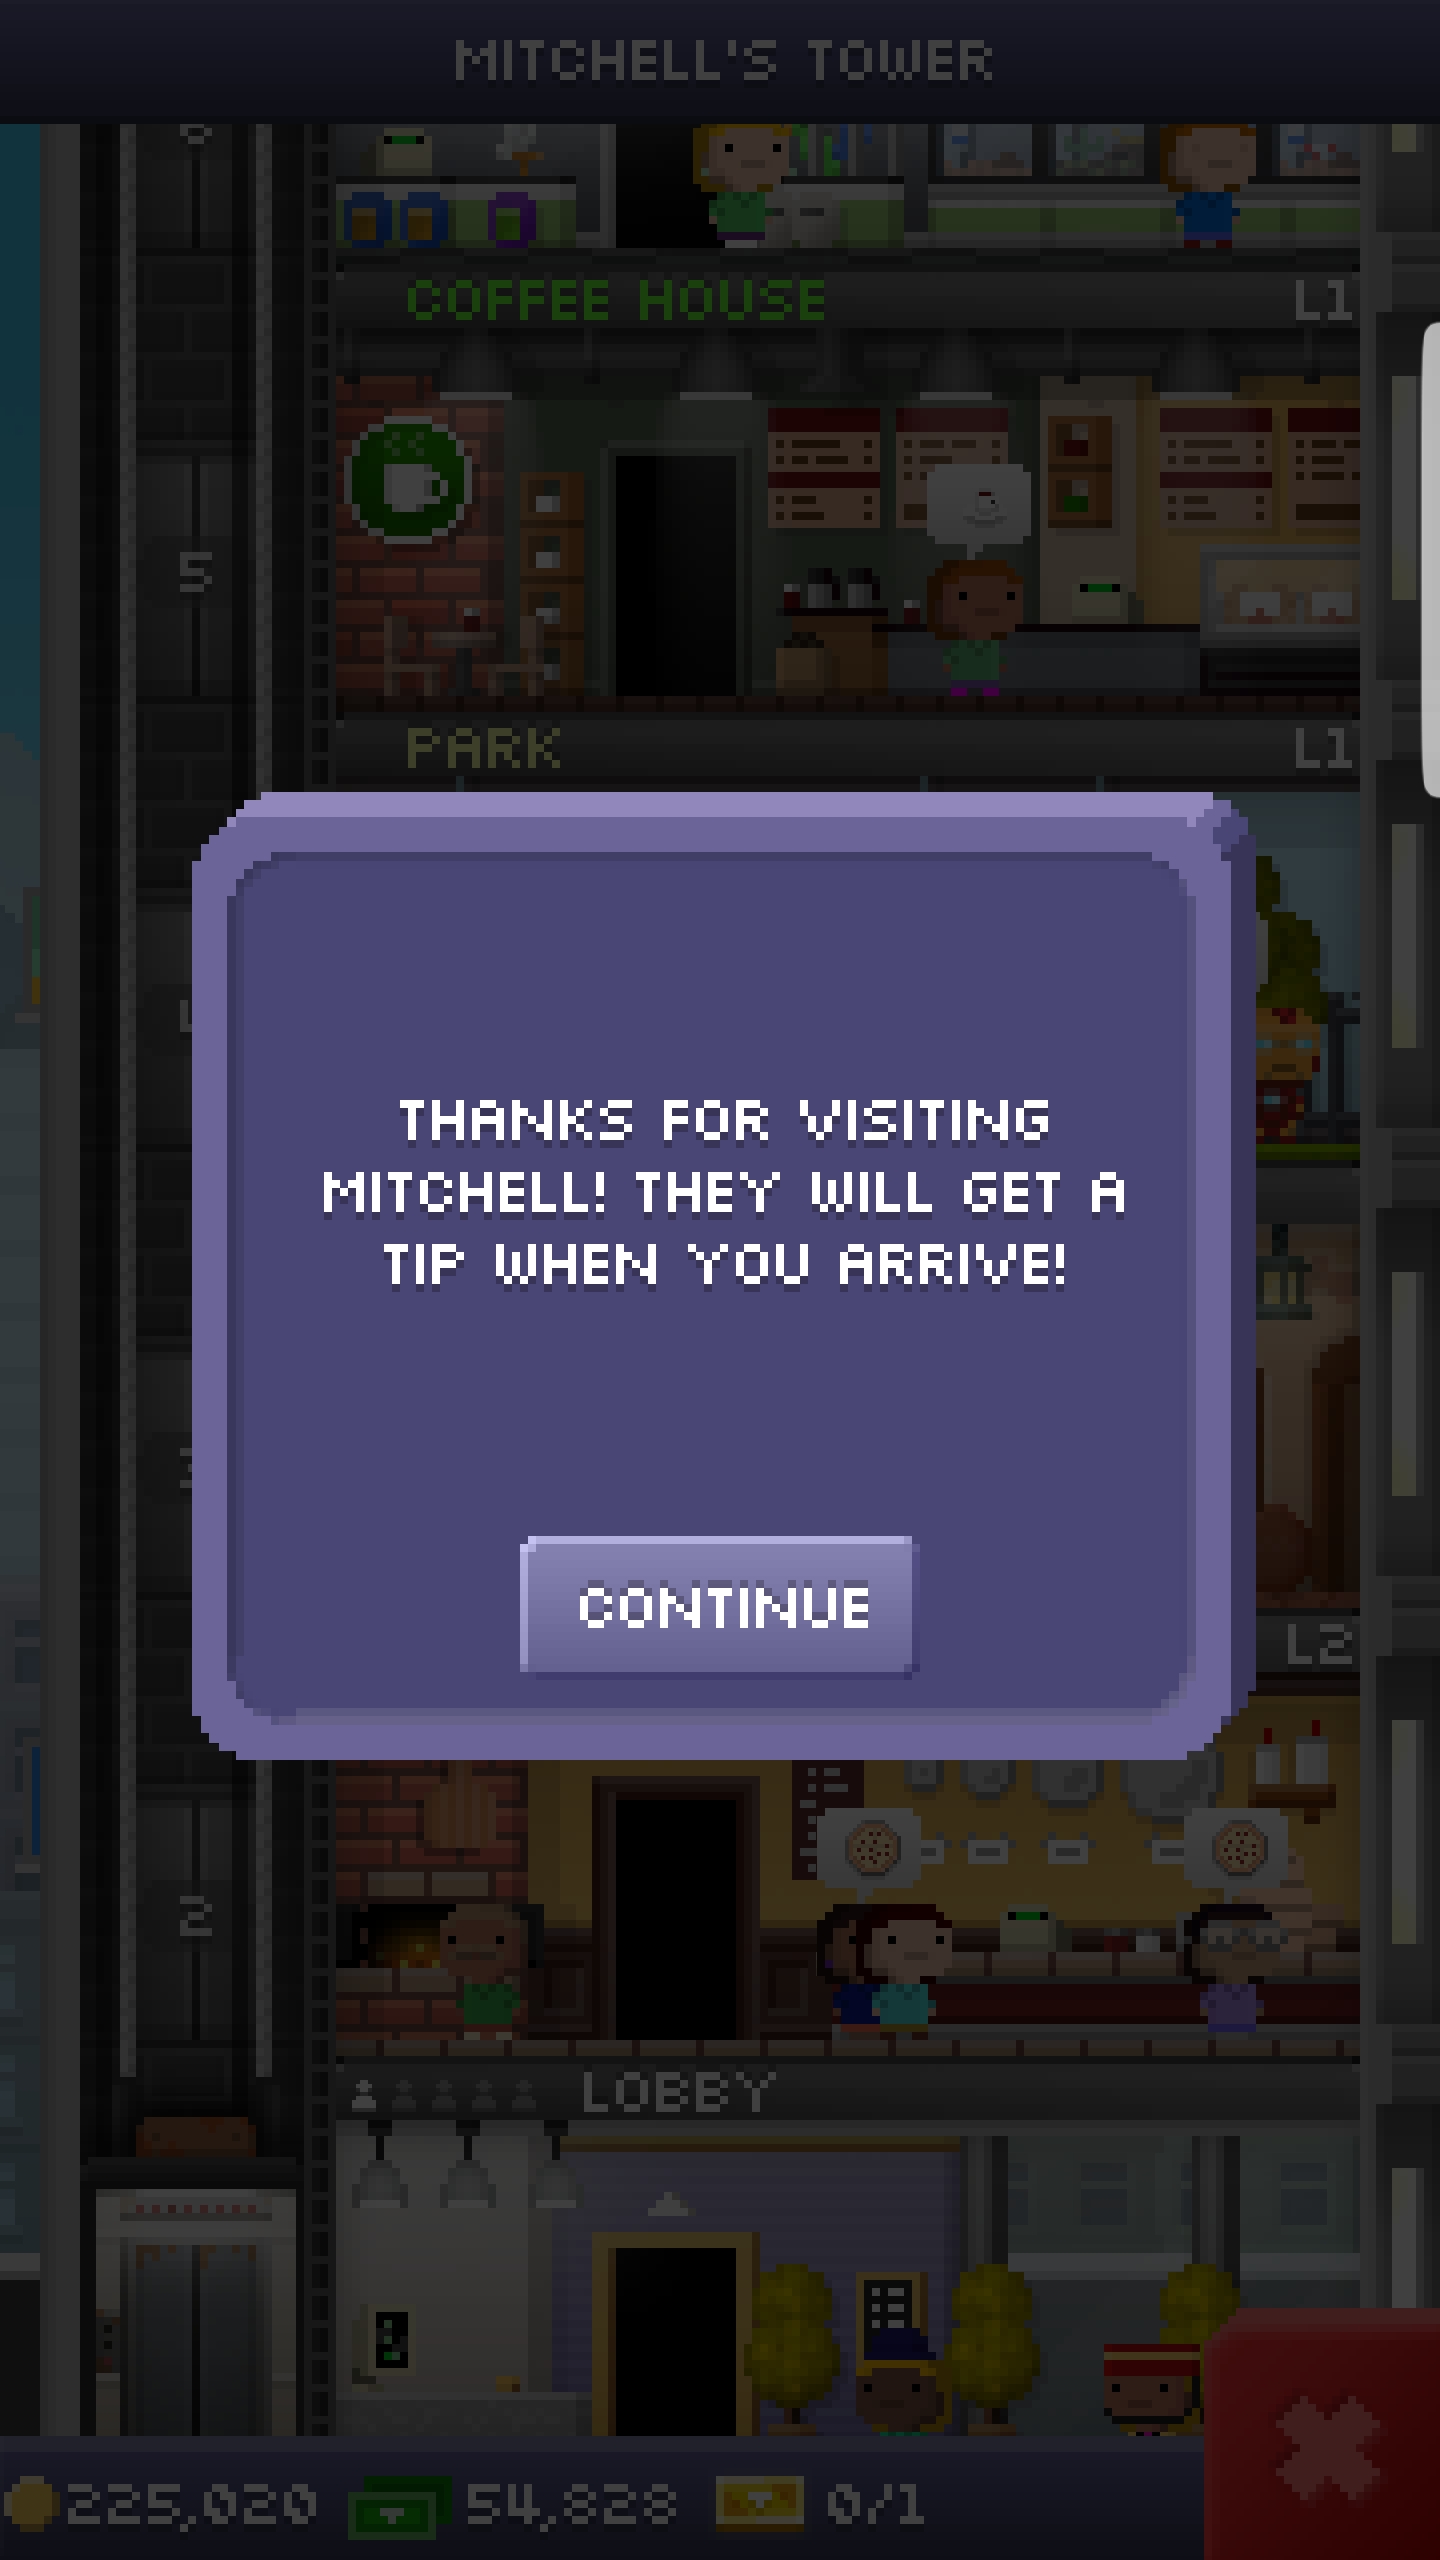 MITCHELL'S TOWER
COFFEE HOUSE L1
5
PARK L1
THANKS FOR VISITING
MITCHELL! THEY WILL GET A
TIP WHEN YOU ARRIVE!
CONTINUE
L2
2
LOBBY
225,020 54,828 0/1